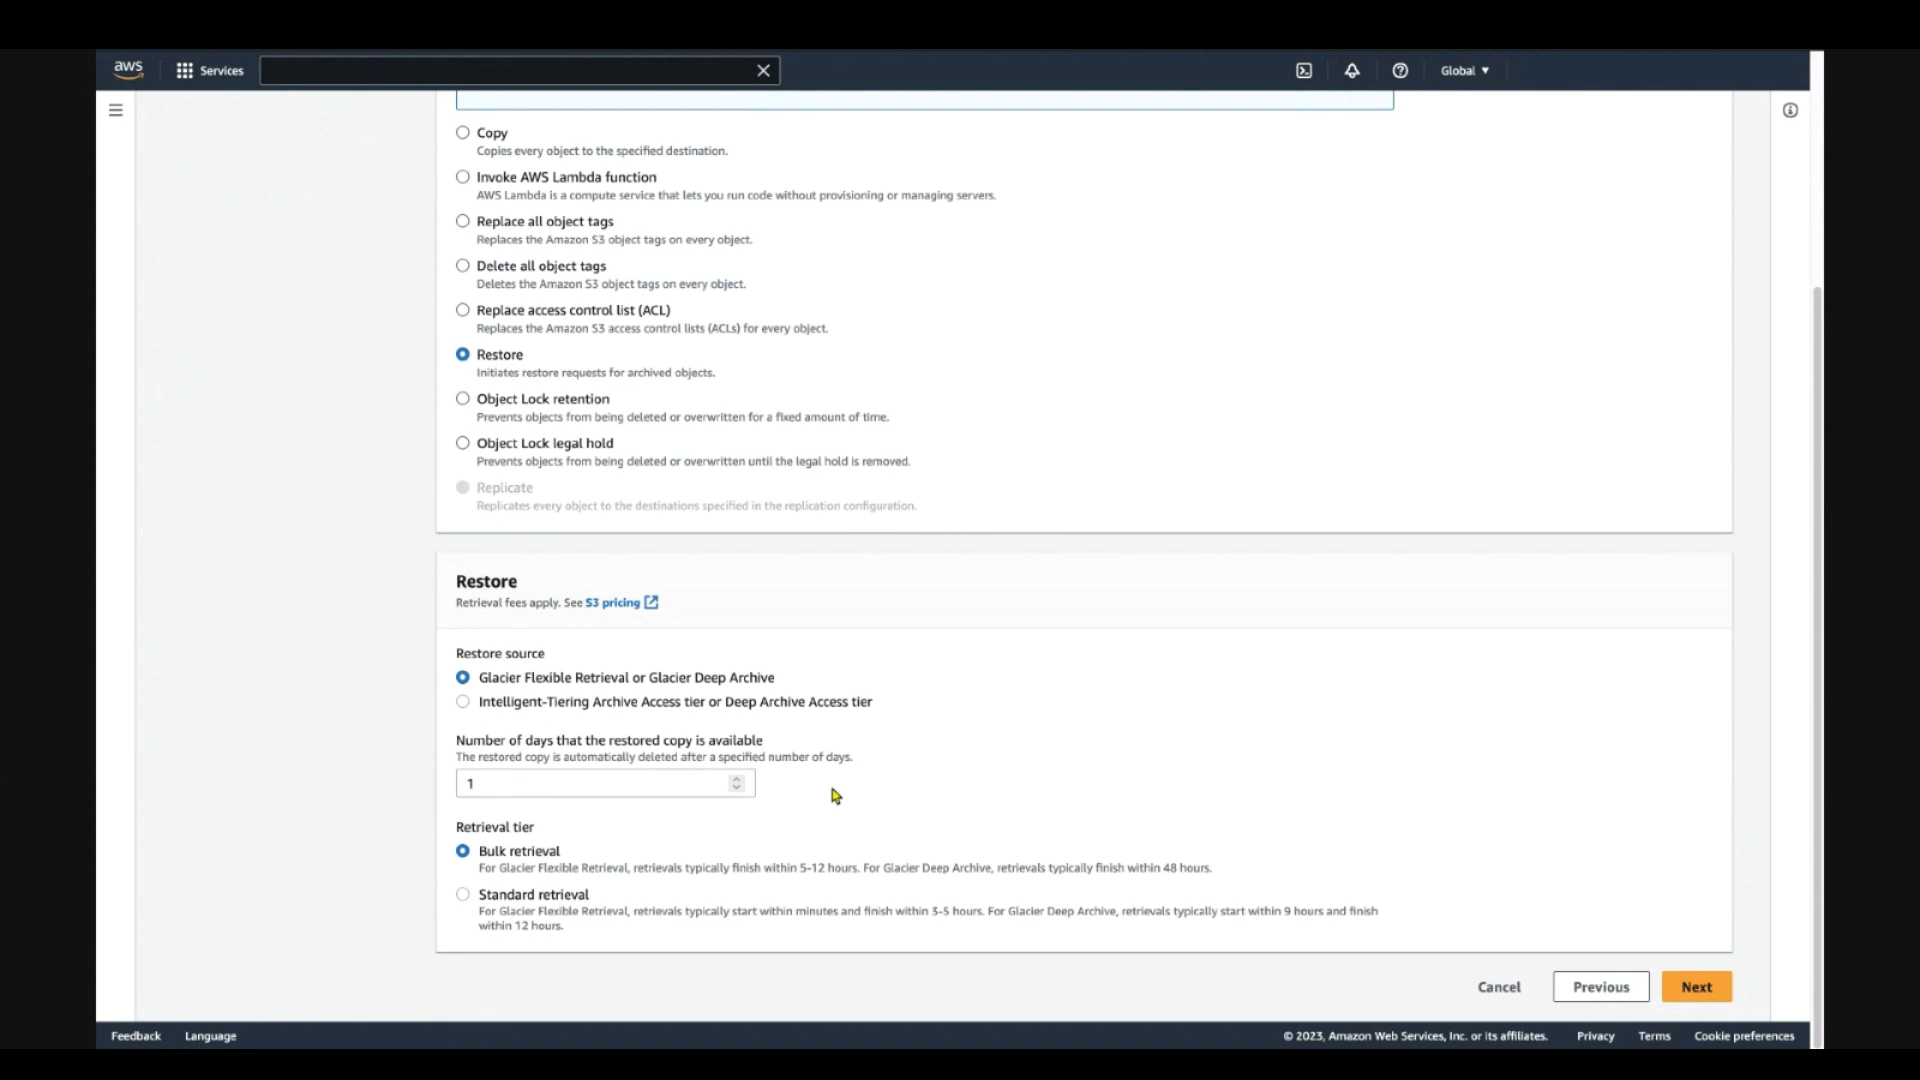 aws
Services
Global ▼
Copy
Copies every object to the specified destination.
Invoke AWS Lambda function
AWS Lambda is a compute service that lets you run code without provisioning or managing servers.
Replace all object tags
Replaces the Amazon S3 object tags on every object.
Delete all object tags
Deletes the Amazon S3 object tags on every object.
Replace access control list (ACL)
Replaces the Amazon S3 access control lists (ACLs) for every object.
Restore
Initiates restore requests for archived objects.
Object Lock retention
Prevents objects from being deleted or overwritten for a fixed amount of time.
Object Lock legal hold
Prevents objects from being deleted or overwritten until the legal hold is removed.
Replicate
Replicates every object to the destinations specified in the replication configuration.
Restore
Retrieval fees apply. See S3 pricing
Restore source
Glacier Flexible Retrieval or Glacier Deep Archive
Intelligent-Tiering Archive Access tier or Deep Archive Access tier
Number of days that the restored copy is available
The restored copy is automatically deleted after a specified number of days.
1
Retrieval tier
Bulk retrieval
For Glacier Flexible Retrieval, retrievals typically finish within 5-12 hours. For Glacier Deep Archive, retrievals typically finish within 48 hours.
Standard retrieval
For Glacier Flexible Retrieval, retrievals typically start within minutes and finish within 3-5 hours. For Glacier Deep Archive, retrievals typically start within 9 hours and finish
within 12 hours.
Cancel
Previous
Next
Feedback
Language
© 2023, Amazon Web Services, Inc. or its affiliates.
Privacy
Terms
Cookie preferences